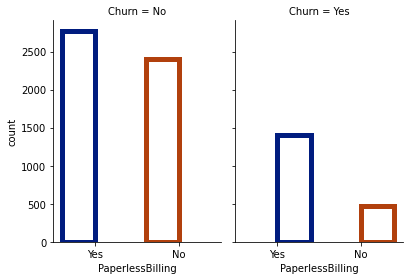 Churn = No
Churn = Yes
count
2500
2000
1500
1000
500
0
Yes
No
Yes
No
PaperlessBilling
PaperlessBilling